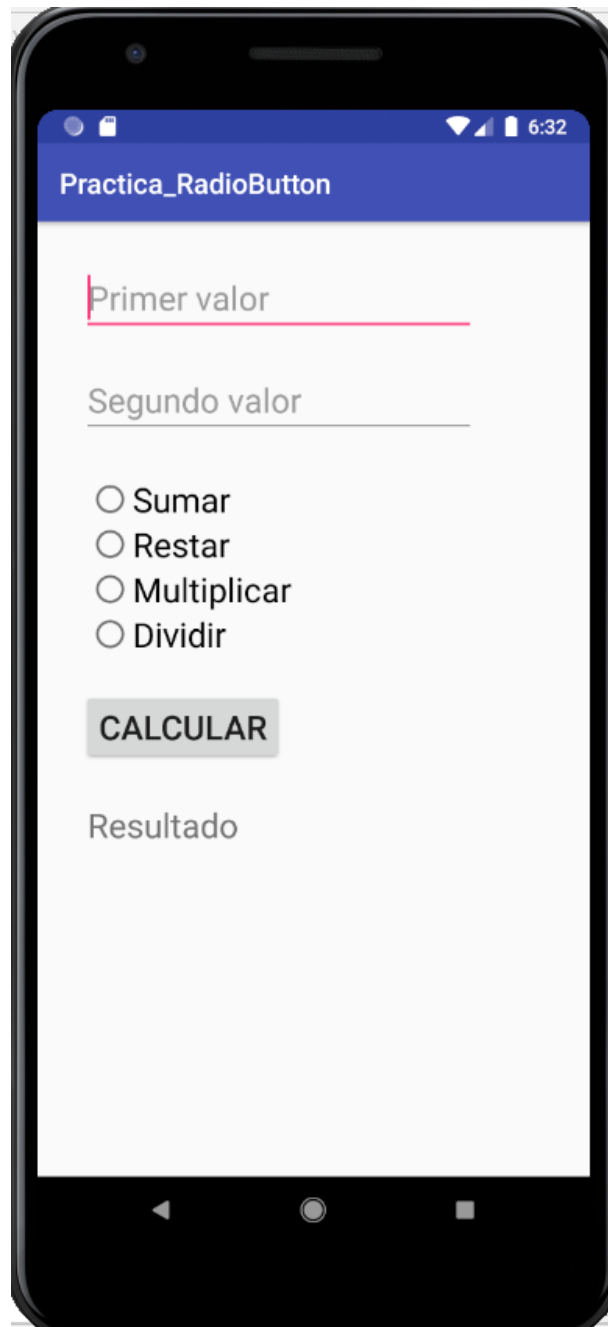 6:32
Practica_RadioButton
Primer valor
Segundo valor
Sumar
Restar
Multiplicar
Dividir
CALCULAR
Resultado